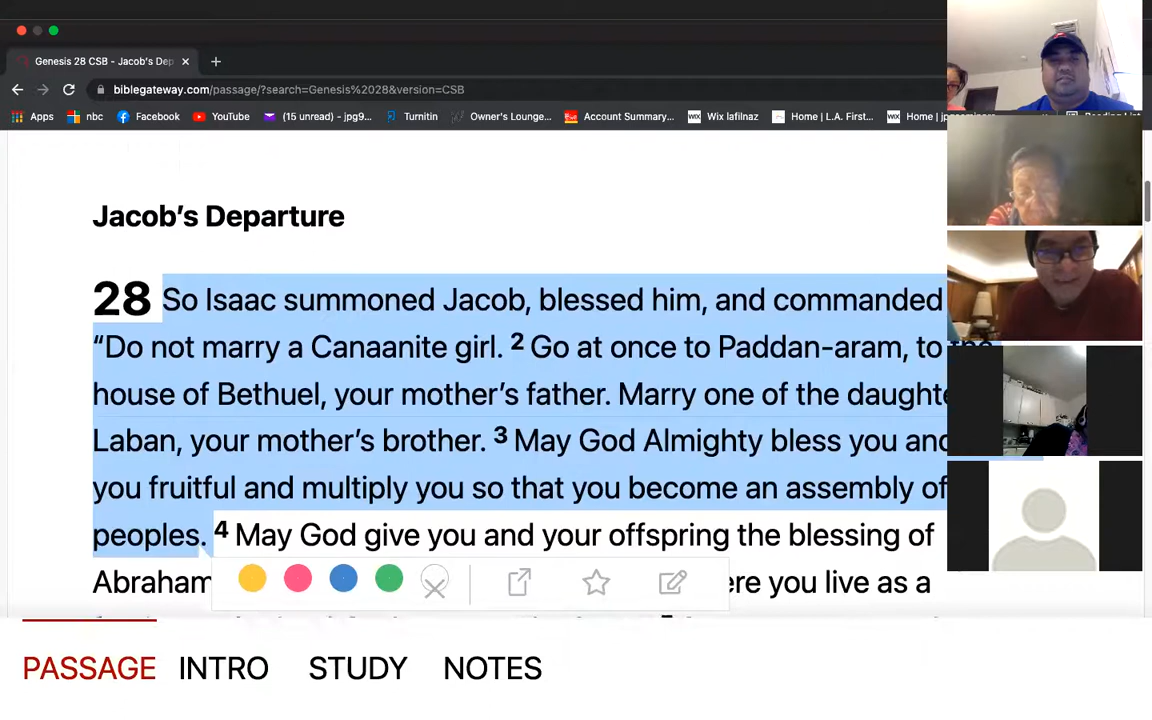 Genesis 28 CSB - Jacob's Dep
biblegateway.com/passage/?search=Genesis%2028&version=CSB
Apps nbc Facebook YouTube (15 unread) - jpg9... Turnitin Owner's Lounge... Account Summary... Wix lafilnaz Home | L.A. First... Home |
Jacob's Departure
28 So Isaac summoned Jacob, blessed him, and commanded
“Do not marry a Canaanite girl. 2 Go at once to Paddan-aram, to the
house of Bethuel, your mother's father. Marry one of the daughte
Laban, your mother's brother. 3 May God Almighty bless you and
you fruitful and multiply you so that you become an assembly of
peoples. 4 May God give you and your offspring the blessing of
Abraham ere you live as a
PASSAGE INTRO STUDY NOTES